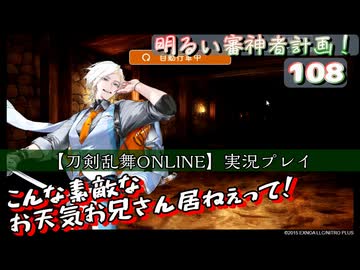 明るい審神者計画！
自動行軍中
108
【刀剣乱舞ONLINE】実況プレイ
こんな素敵な
お天気お兄さん居ねぇって！
©2015 EXNOA LLC/NITRO PLUS